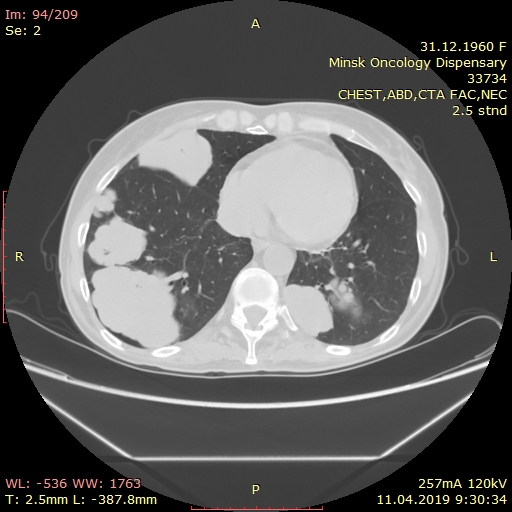 Im: 94/209
Se: 2
A
31.12.1960 F
Minsk Oncology Dispensary
33734
CHEST,ABD,CTA FAC,NEC
2.5 stnd
R
L
WL: -536 WW: 1763
T: 2.5mm L: -387.8mm
P
257mA 120kV
11.04.2019 9:30:34